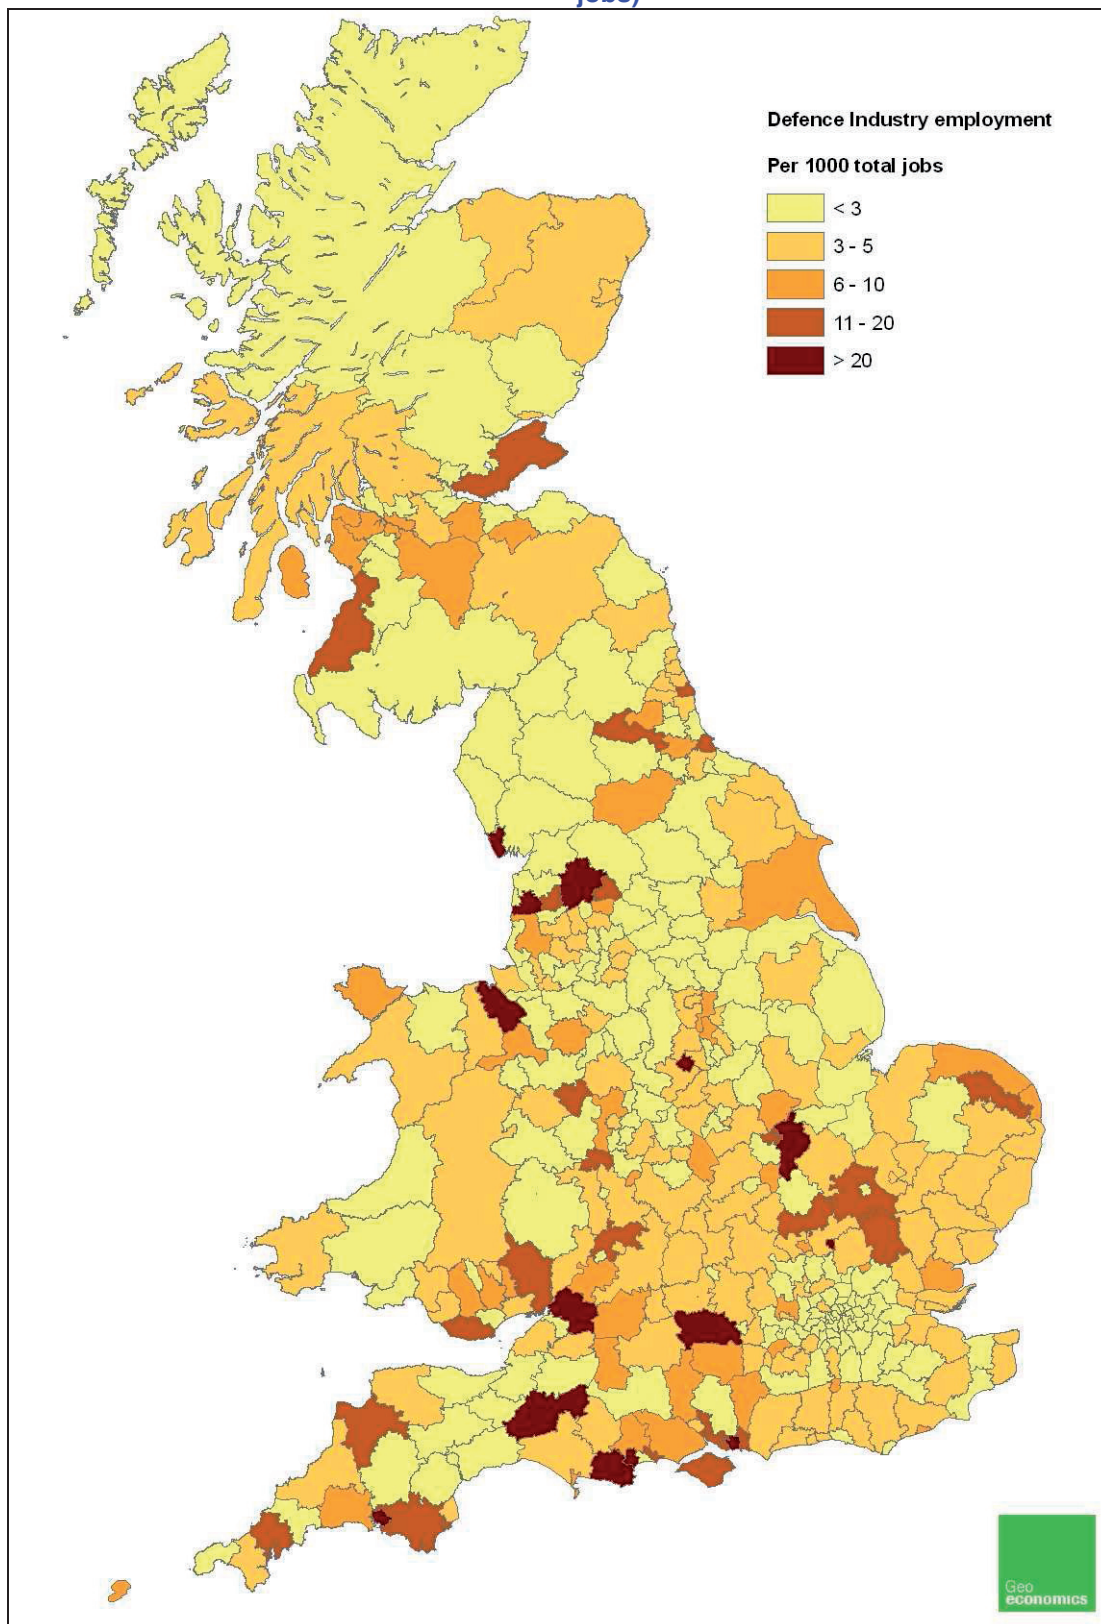 jobs)
Defence Industry employment
Per 1000 total jobs
< 3
3 - 5
6 - 10
11 - 20
> 20
Geo
economics